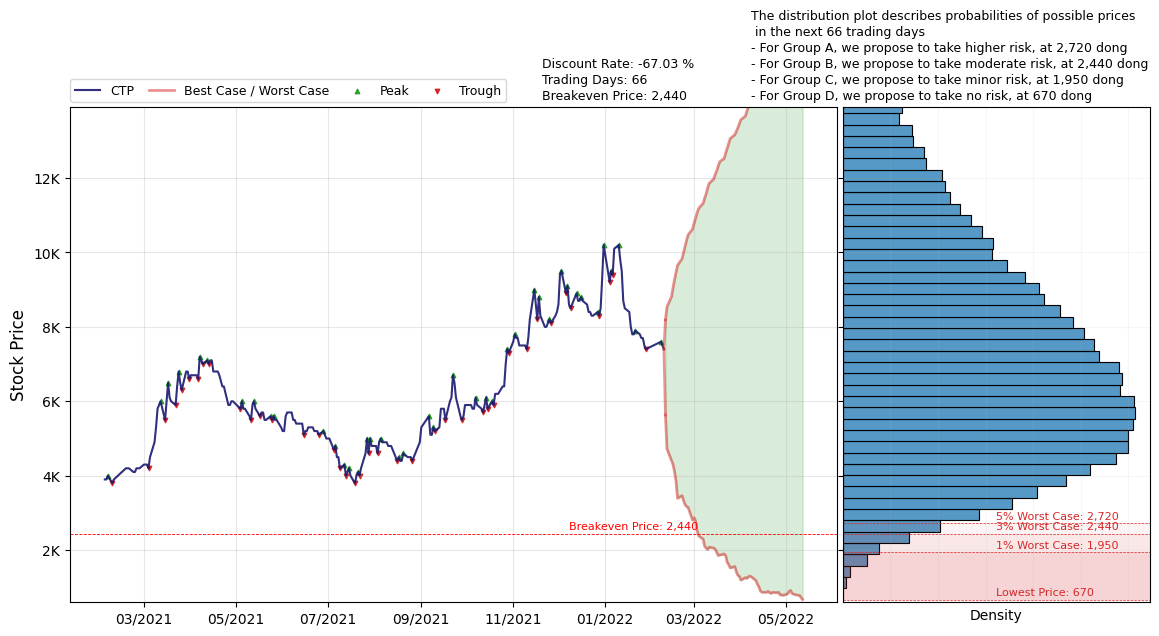 The distribution plot describes probabilities of possible prices
in the next 66 trading days
- For Group A, we propose to take higher risk, at 2,720 dong
- For Group B, we propose to take moderate risk, at 2,440 dong
- For Group C, we propose to take minor risk, at 1,950 dong
- For Group D, we propose to take no risk, at 670 dong
Discount Rate: -67.03 %
Trading Days: 66
Breakeven Price: 2,440
CTP
Best Case / Worst Case
Peak
Trough
Stock Price
12K
10K
8K
6K
4K
2K
Breakeven Price: 2,440
5% Worst Case: 2,720
3% Worst Case: 2,440
1% Worst Case: 1,950
Lowest Price: 670
03/2021
05/2021
07/2021
09/2021
11/2021
01/2022
03/2022
05/2022
Density